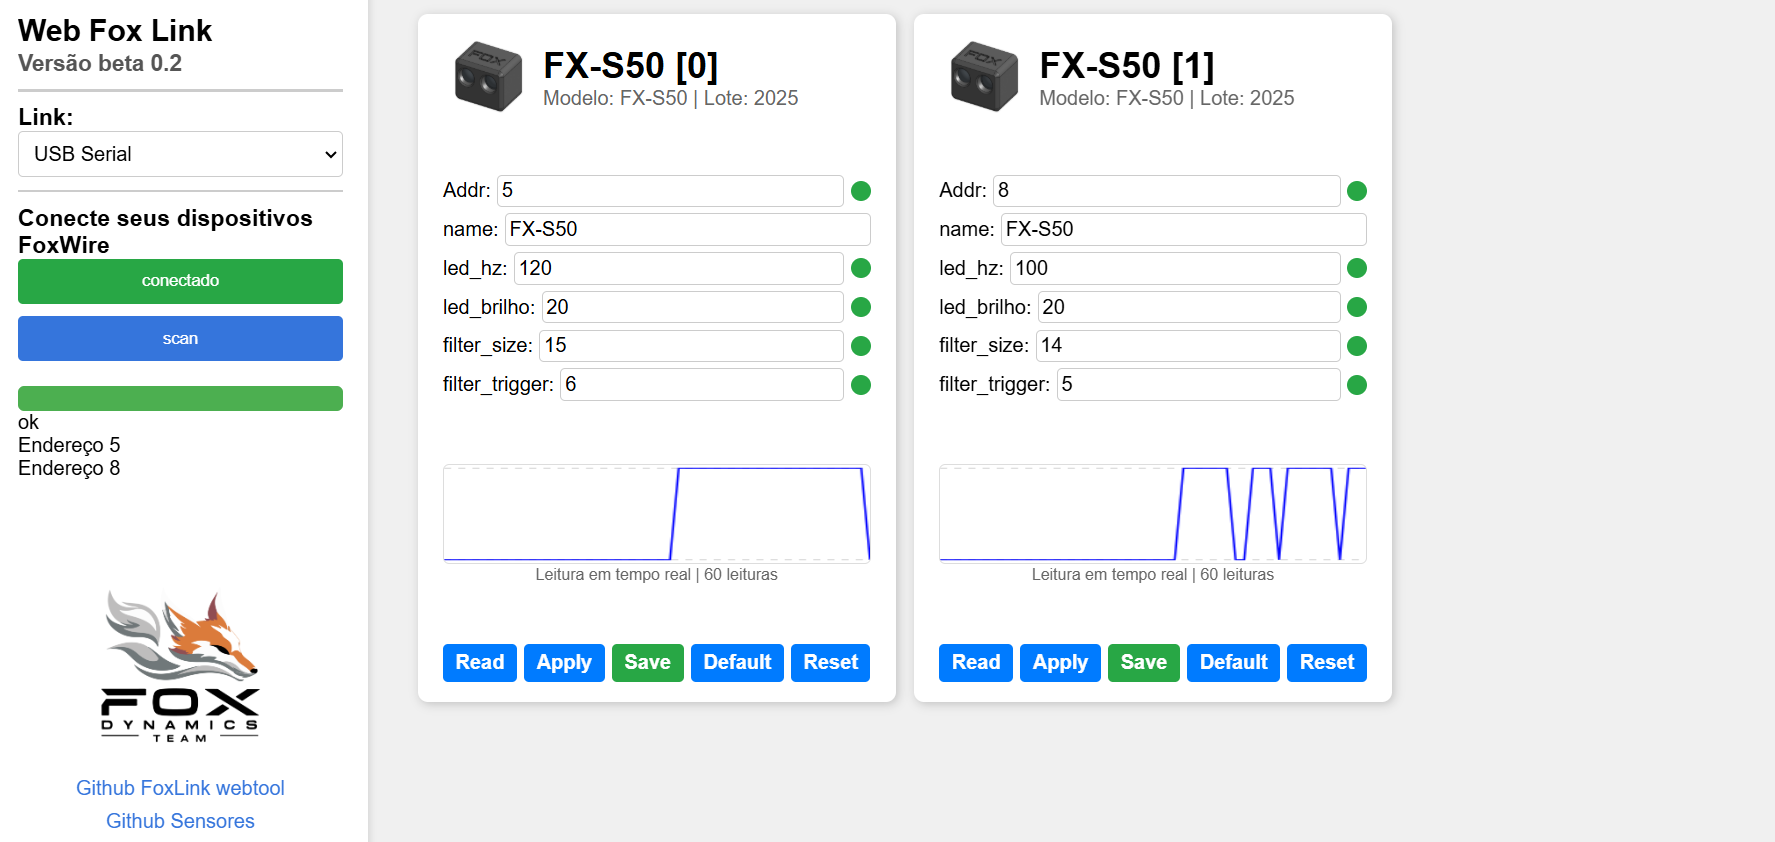 Web Fox Link
Versão beta 0.2
Link:
USB Serial
Conecte seus dispositivos
FoxWire
conectado
scan
ok
Endereço 5
Endereço 8
FOX
DYNAMICS
TEAM
Github FoxLink webtool
Github Sensores
FOX
FX-S50 [0]
Modelo: FX-S50 | Lote: 2025
Addr: 5
name: FX-S50
led_hz: 120
led_brilho: 20
filter_size: 15
filter_trigger: 6
Leitura em tempo real | 60 leituras
Read Apply Save Default Reset
FOX
FX-S50 [1]
Modelo: FX-S50 | Lote: 2025
Addr: 8
name: FX-S50
led_hz: 100
led_brilho: 20
filter_size: 14
filter_trigger: 5
Leitura em tempo real | 60 leituras
Read Apply Save Default Reset